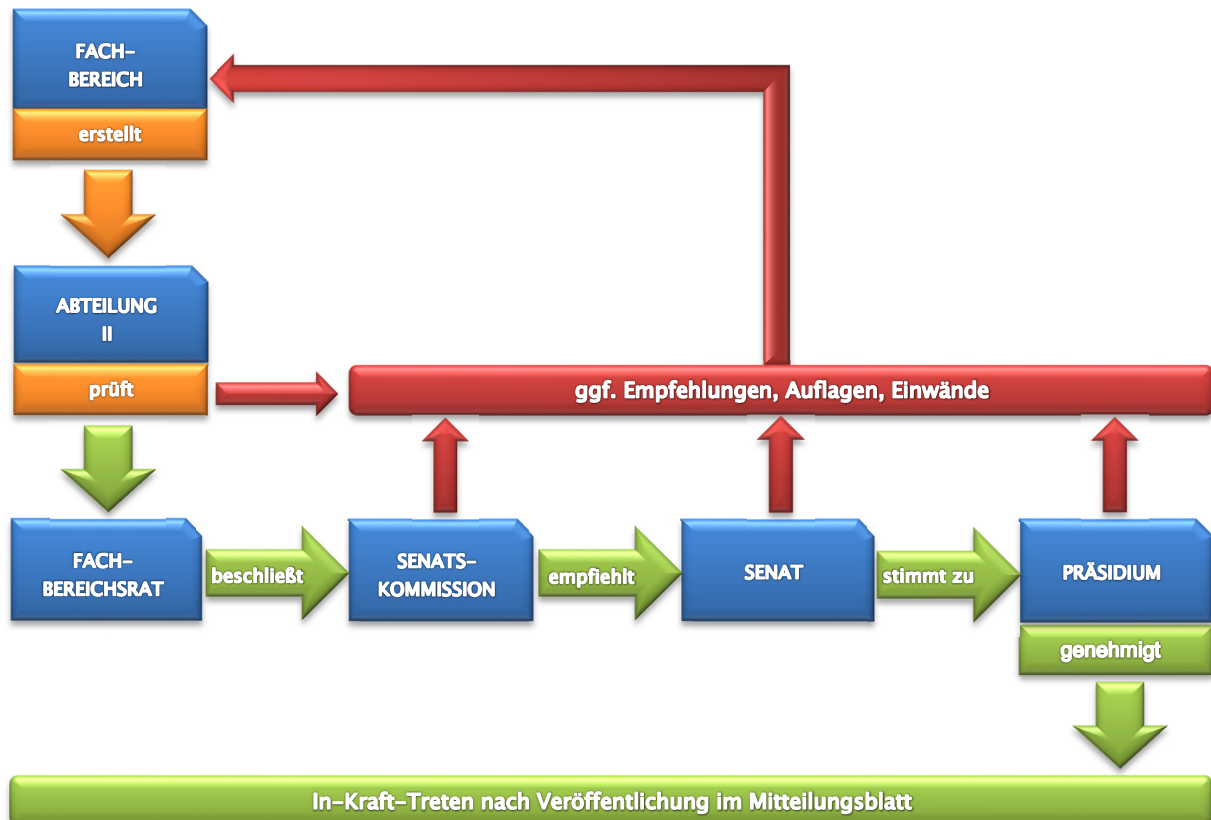 FACH-
BEREICH
erstellt
ABTEILUNG
II
prüft
ggf. Empfehlungen, Auflagen, Einwände
FACH-
BEREICHSRAT
beschließt
SENATS-
KOMMISSION
empfiehlt
SENAT
stimmt zu
PRÄSIDIUM
genehmigt
In-Kraft-Treten nach Veröffentlichung im Mitteilungsblatt